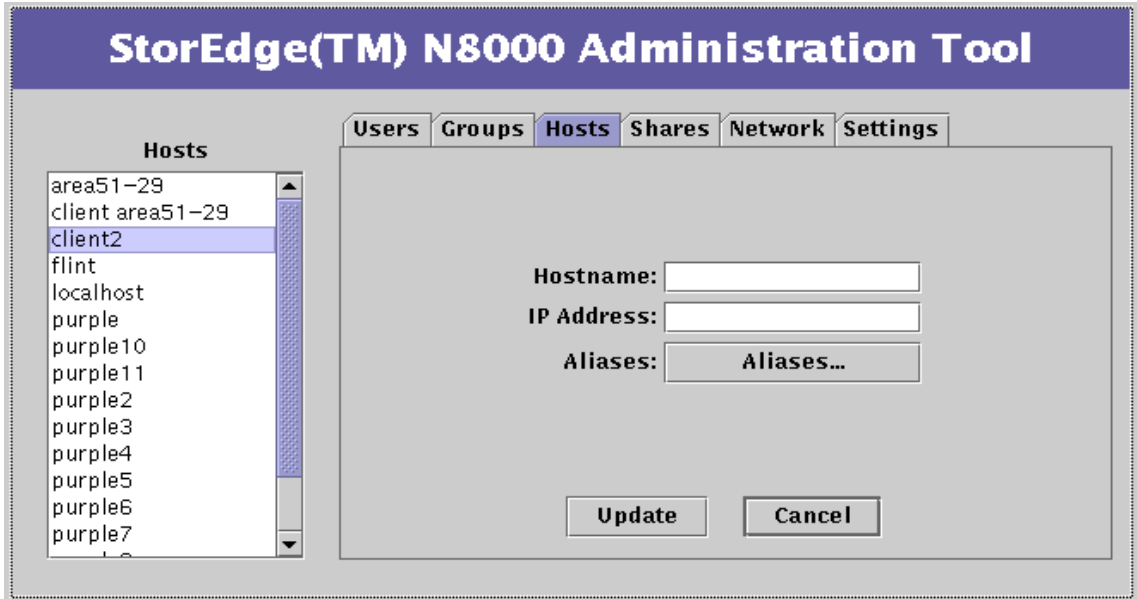 StorEdge(TM) N8000 Administration Tool
Users Groups Hosts Shares Network Settings
Hosts
area51-29
client area51-29
client2
flint
localhost
purple
purple10
purple11
purple2
purple3
purple4
purple5
purple6
purple7
Hostname:
IP Address:
Aliases: Aliases...
Update Cancel